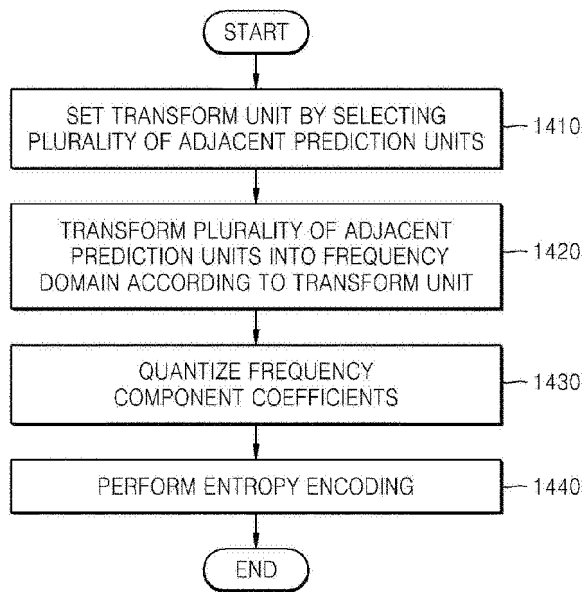 START
SET TRANSFORM UNIT BY SELECTING
PLURALITY OF ADJACENT PREDICTION UNITS
1410
TRANSFORM PLURALITY OF ADJACENT
PREDICTION UNITS INTO FREQUENCY
DOMAIN ACCORDING TO TRANSFORM UNIT
1420
QUANTIZE FREQUENCY
COMPONENT COEFFICIENTS
1430
PERFORM ENTROPY ENCODING
1440
END